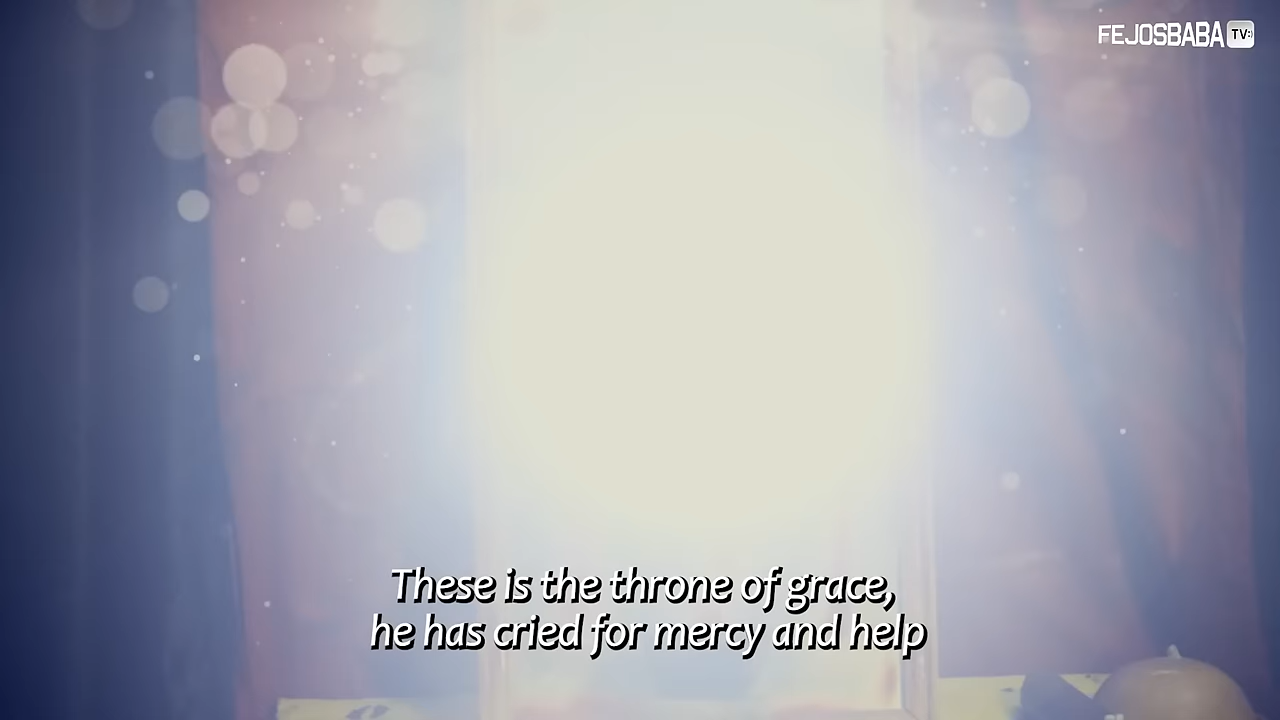 FEJOSBABA TV:)
These is the throne of grace,
he has cried for mercy and help